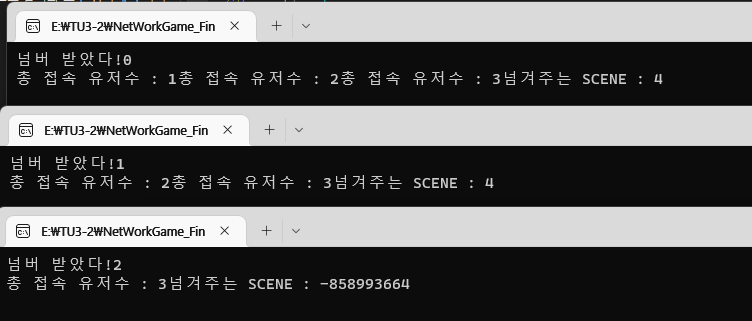 E:₩TU3-2₩NetWorkGame_Fin
넘버 받았다!0
총 접속 유저수 : 1총 접속 유저수 : 2총 접속 유저수 : 3넘겨주는 SCENE : 4
E:₩TU3-2₩NetWorkGame_Fin
넘버 받았다!1
총 접속 유저수 : 2총 접속 유저수 : 3넘겨주는 SCENE : 4
E:₩TU3-2₩NetWorkGame_Fin
넘버 받았다!2
총 접속 유저수 : 3넘겨주는 SCENE : -858993664